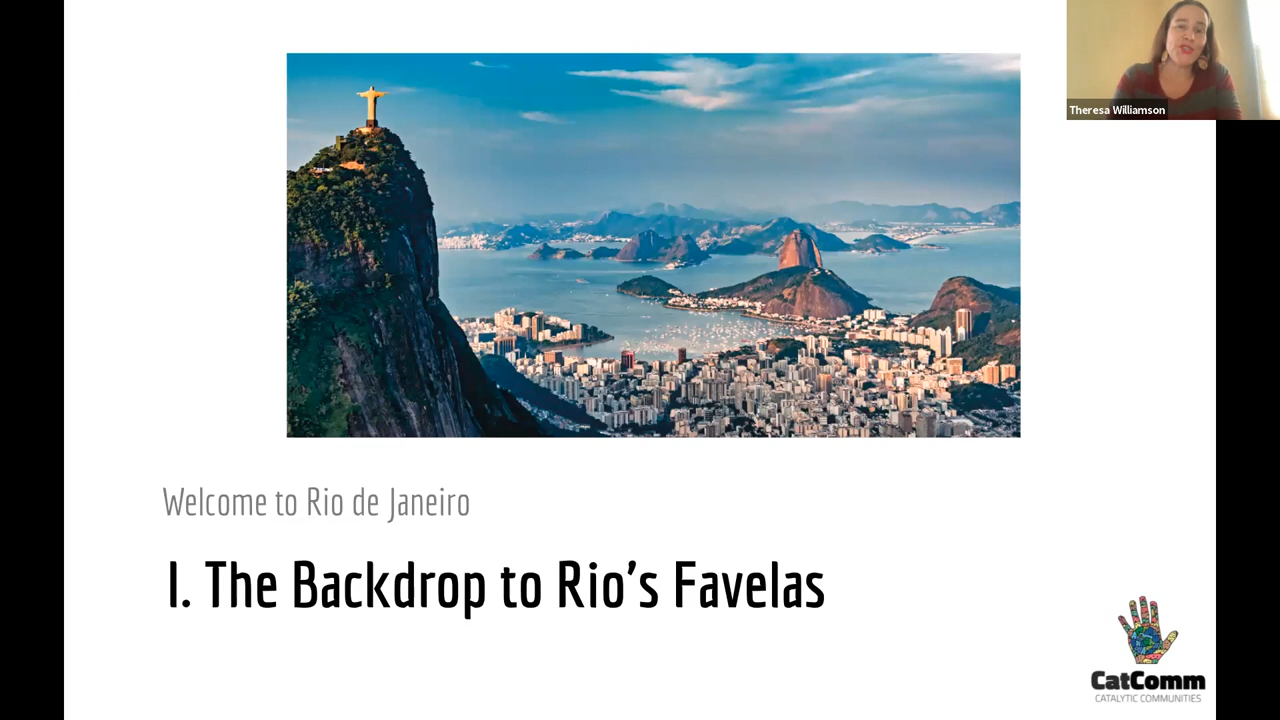 Theresa Williamson
Welcome to Rio de Janeiro
I. The Backdrop to Rio’s Favelas
CatComm
CATALYTIC COMMUNITIES